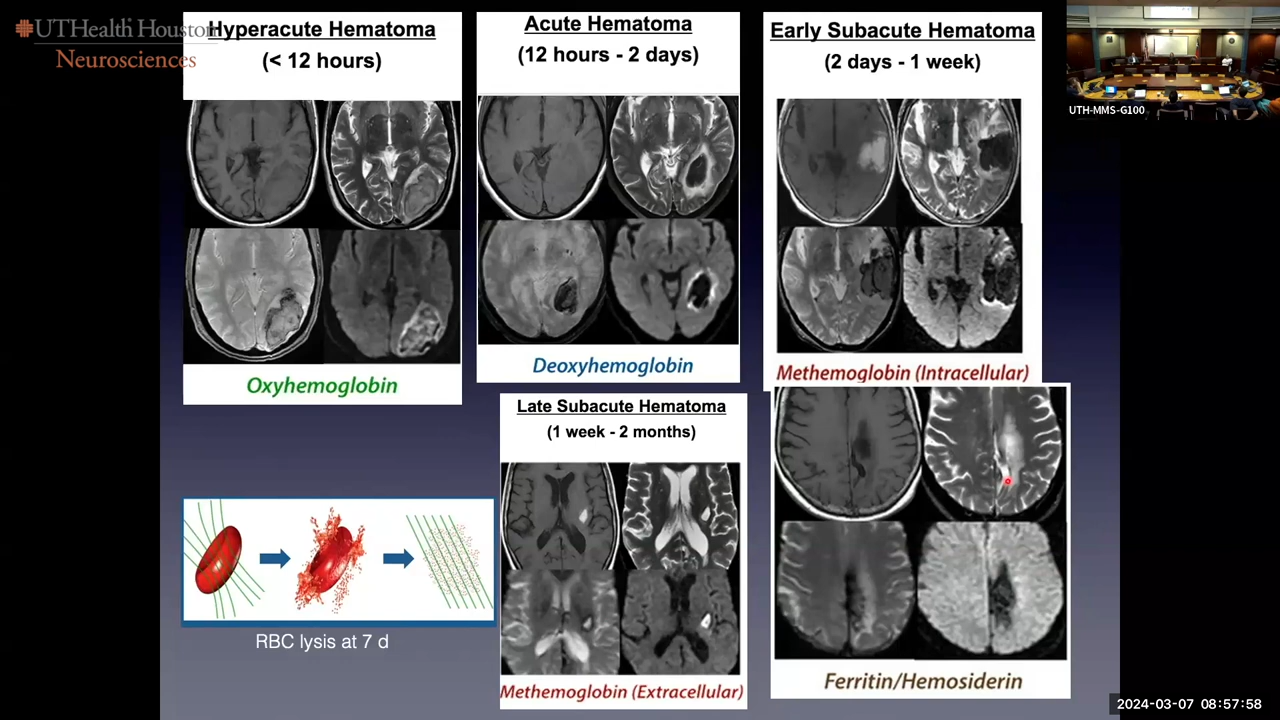 UTHealth Houston
Neurosciences
Hyperacute Hematoma
(< 12 hours)
Oxyhemoglobin
Acute Hematoma
(12 hours - 2 days)
Deoxyhemoglobin
Early Subacute Hematoma
(2 days - 1 week)
Methemoglobin (Intracellular)
UTH-MMS-G100
RBC lysis at 7 d
Late Subacute Hematoma
(1 week - 2 months)
Methemoglobin (Extracellular)
Ferritin/Hemosiderin
2024-03-07 08:57:58